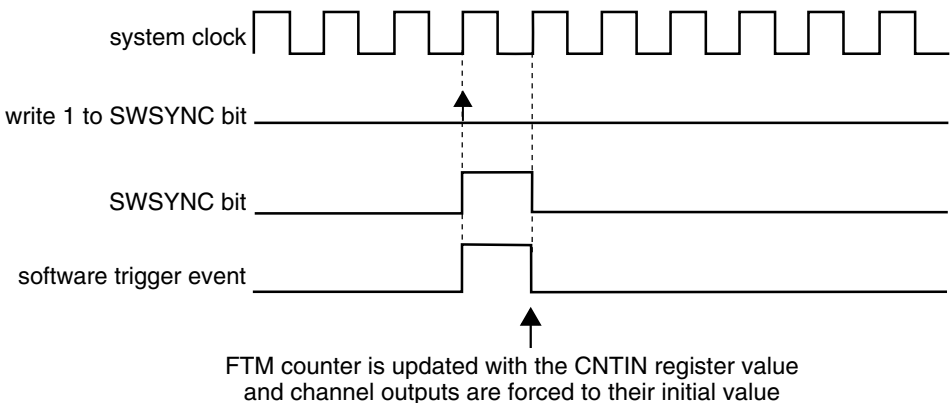 system clock
write 1 to SWSYNC bit
SWSYNC bit
software trigger event
FTM counter is updated with the CNTIN register value
and channel outputs are forced to their initial value